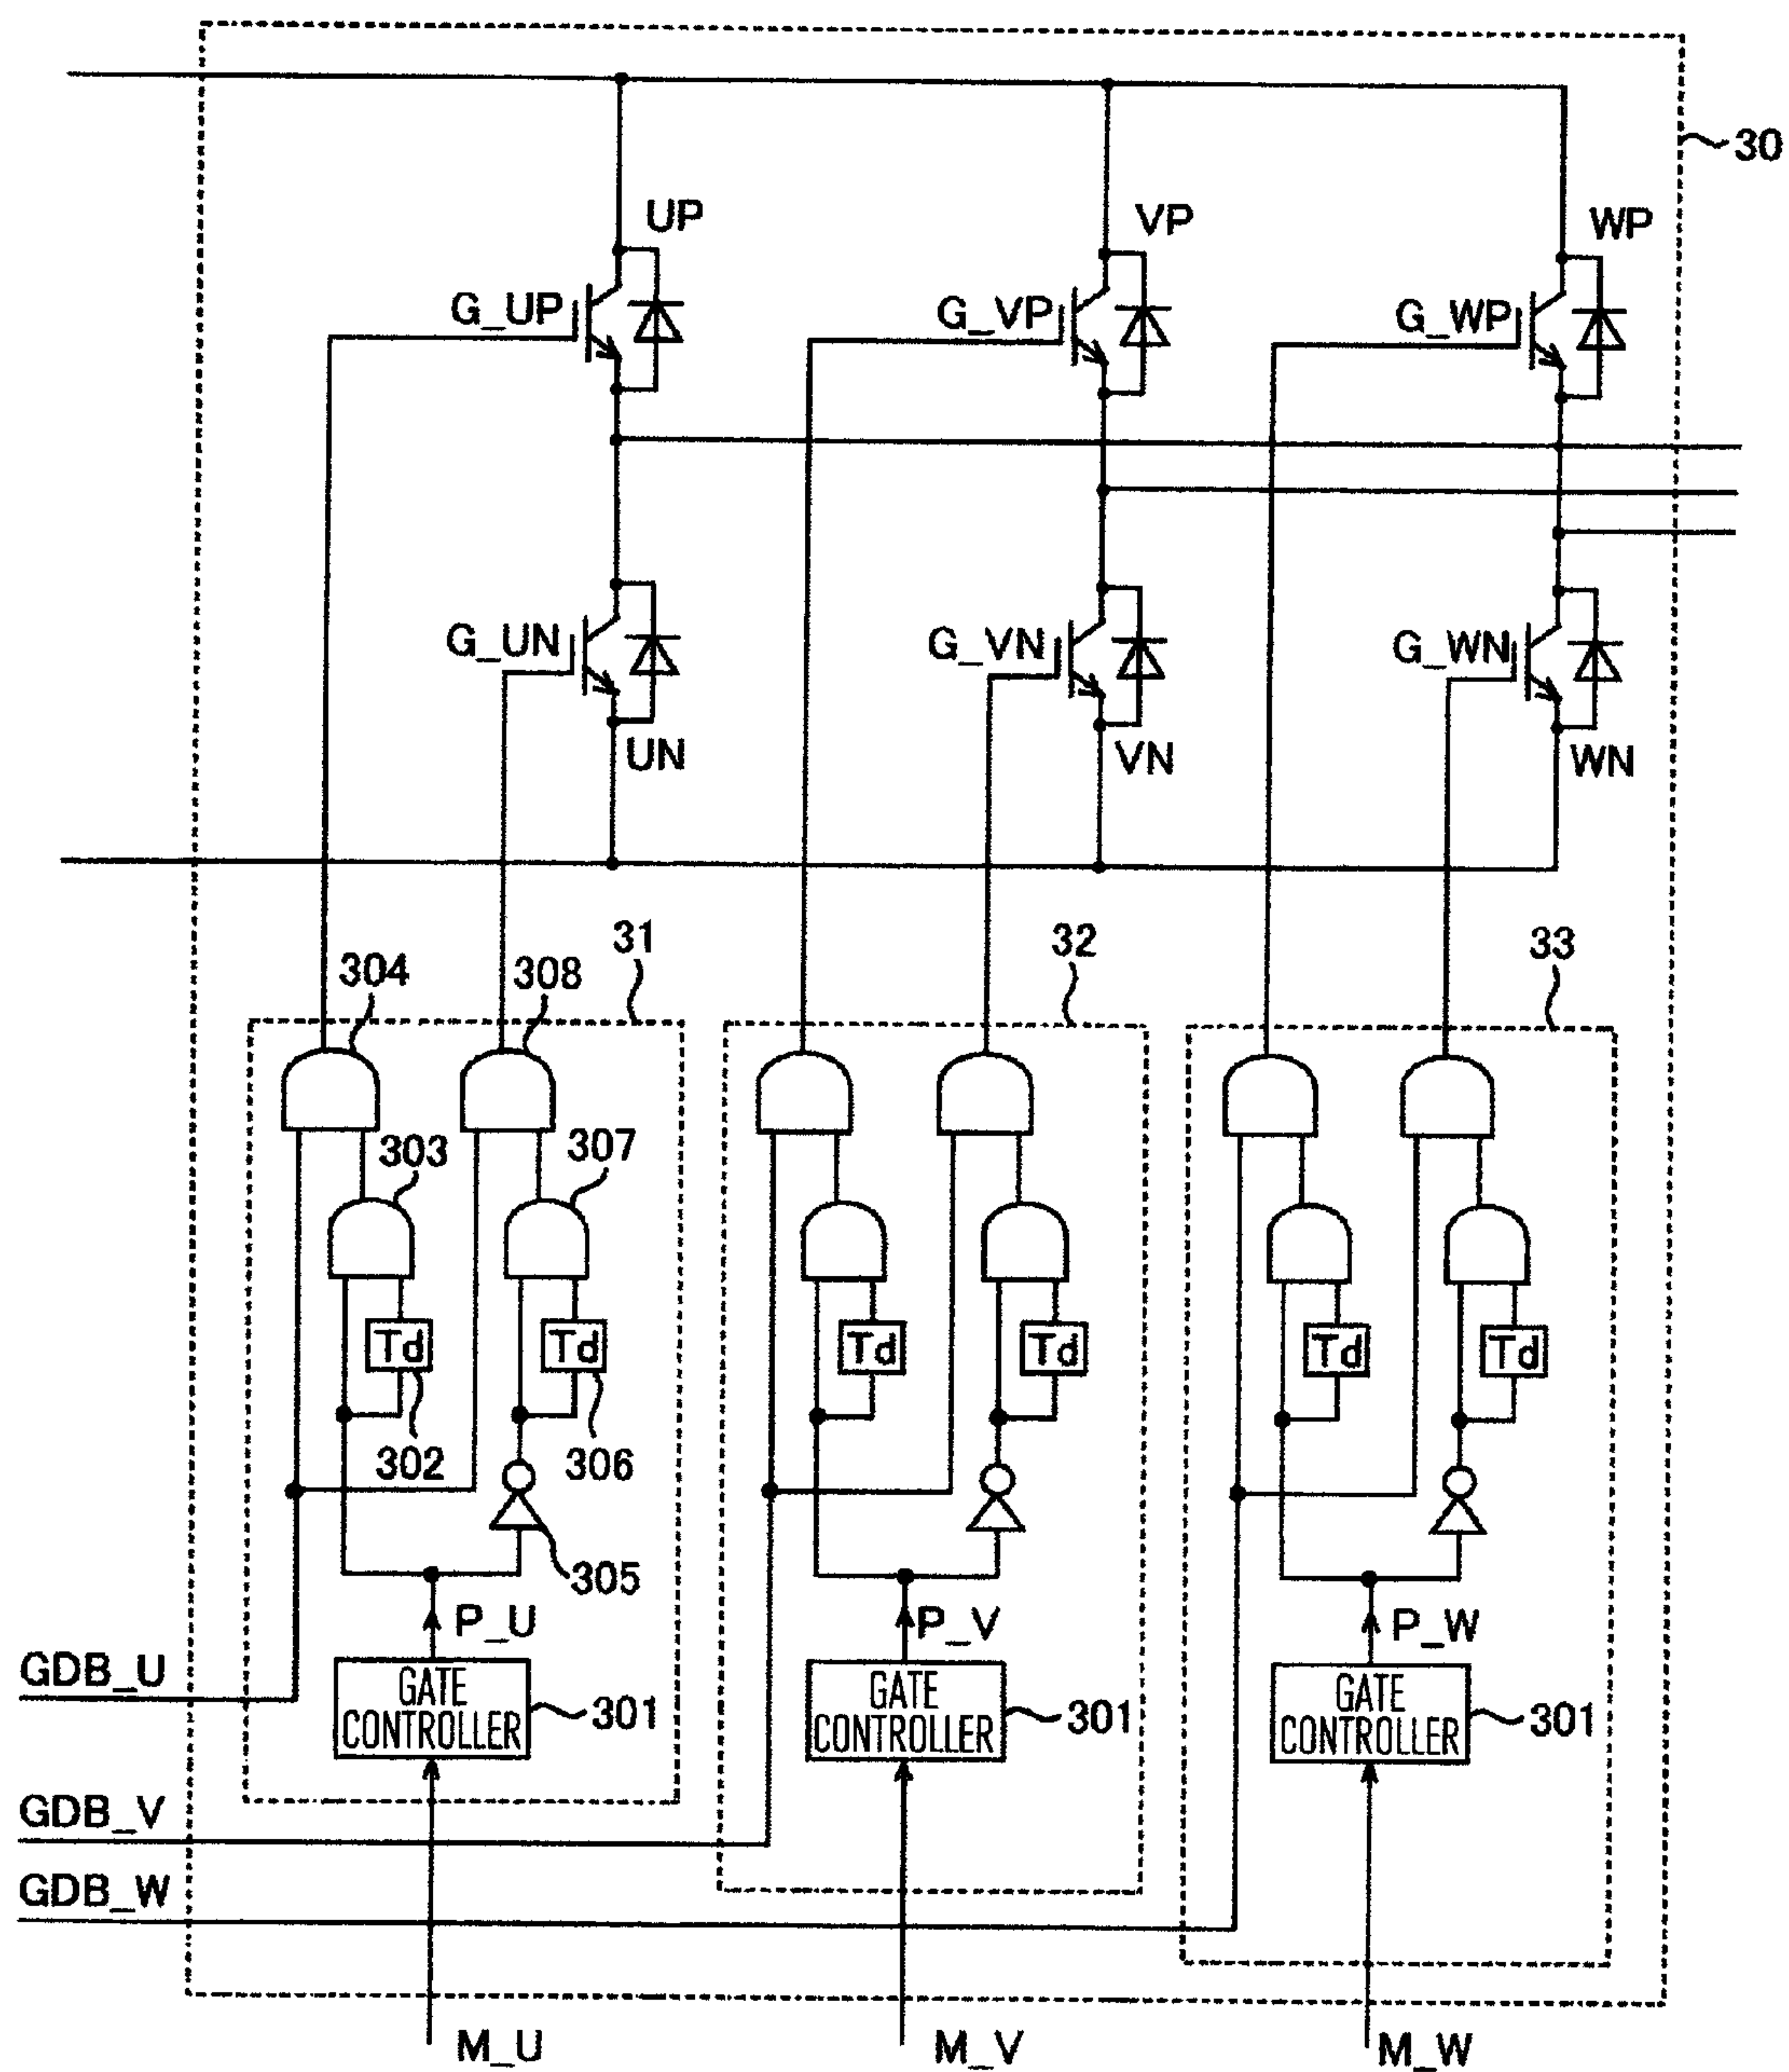 30
UP
VP
WP
G_UP
G_VP
G_WP
G_UN
G_VN
G_WN
UN
VN
WN
31
32
33
304
308
303
307
Td
Td
Td
Td
Td
Td
302
306
305
P_U
P_V
P_W
GDB_U
GATE
CONTROLLER
301
GATE
CONTROLLER
301
GATE
CONTROLLER
301
GDB_V
GDB_W
M_U
M_V
M_W